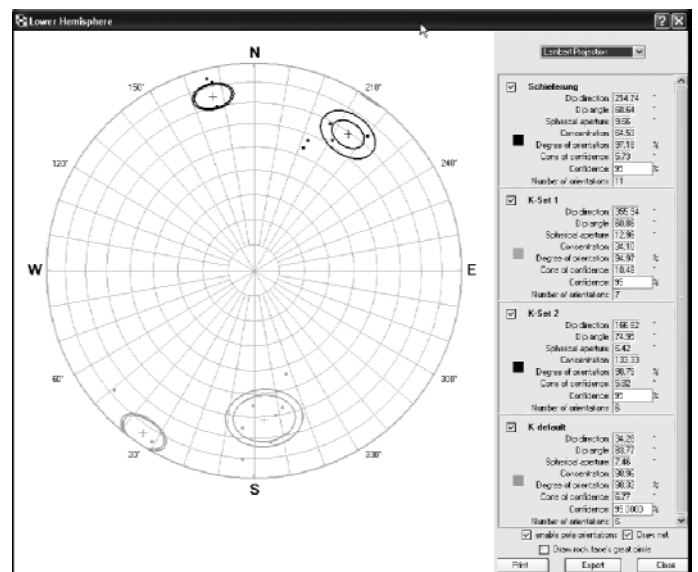 Lower Hemisphere
N
150°
210°
120°
240°
W
E
60°
300°
30°
330°
S
Lambert Projection
Schieferung
Dip direction 214.74 °
Dip angle 68.64 °
Spherical aperture 9.56 °
Concentration 64.53
Degree of orientation 97.18 %
Cone of confidence 5.73 °
Confidence 95 %
Number of orientations 11
K-Set 1
Dip direction
Dip angle 60.86 °
Spherical aperture 12.96 °
Concentration 34.10
Degree of orientation 94.97 %
Cone of confidence 10.48 °
Confidence 95 %
Number of orientations 7
K-Set 2
Dip direction 166.82 °
Dip angle 74.95 °
Spherical aperture 6.42 °
Concentration 133.33
Degree of orientation 98.75 %
Cone of confidence 5.82 °
Confidence 95 %
Number of orientations 6
K default
Dip direction 34.28 °
Dip angle 83.77 °
Spherical aperture 7.46 °
Concentration 98.96
Degree of orientation 98.32 %
Cone of confidence 6.77 °
Confidence 95.0000 %
Number of orientations 6
enable pole orientations Draw net
Draw rock face's great circle
Print Export Close